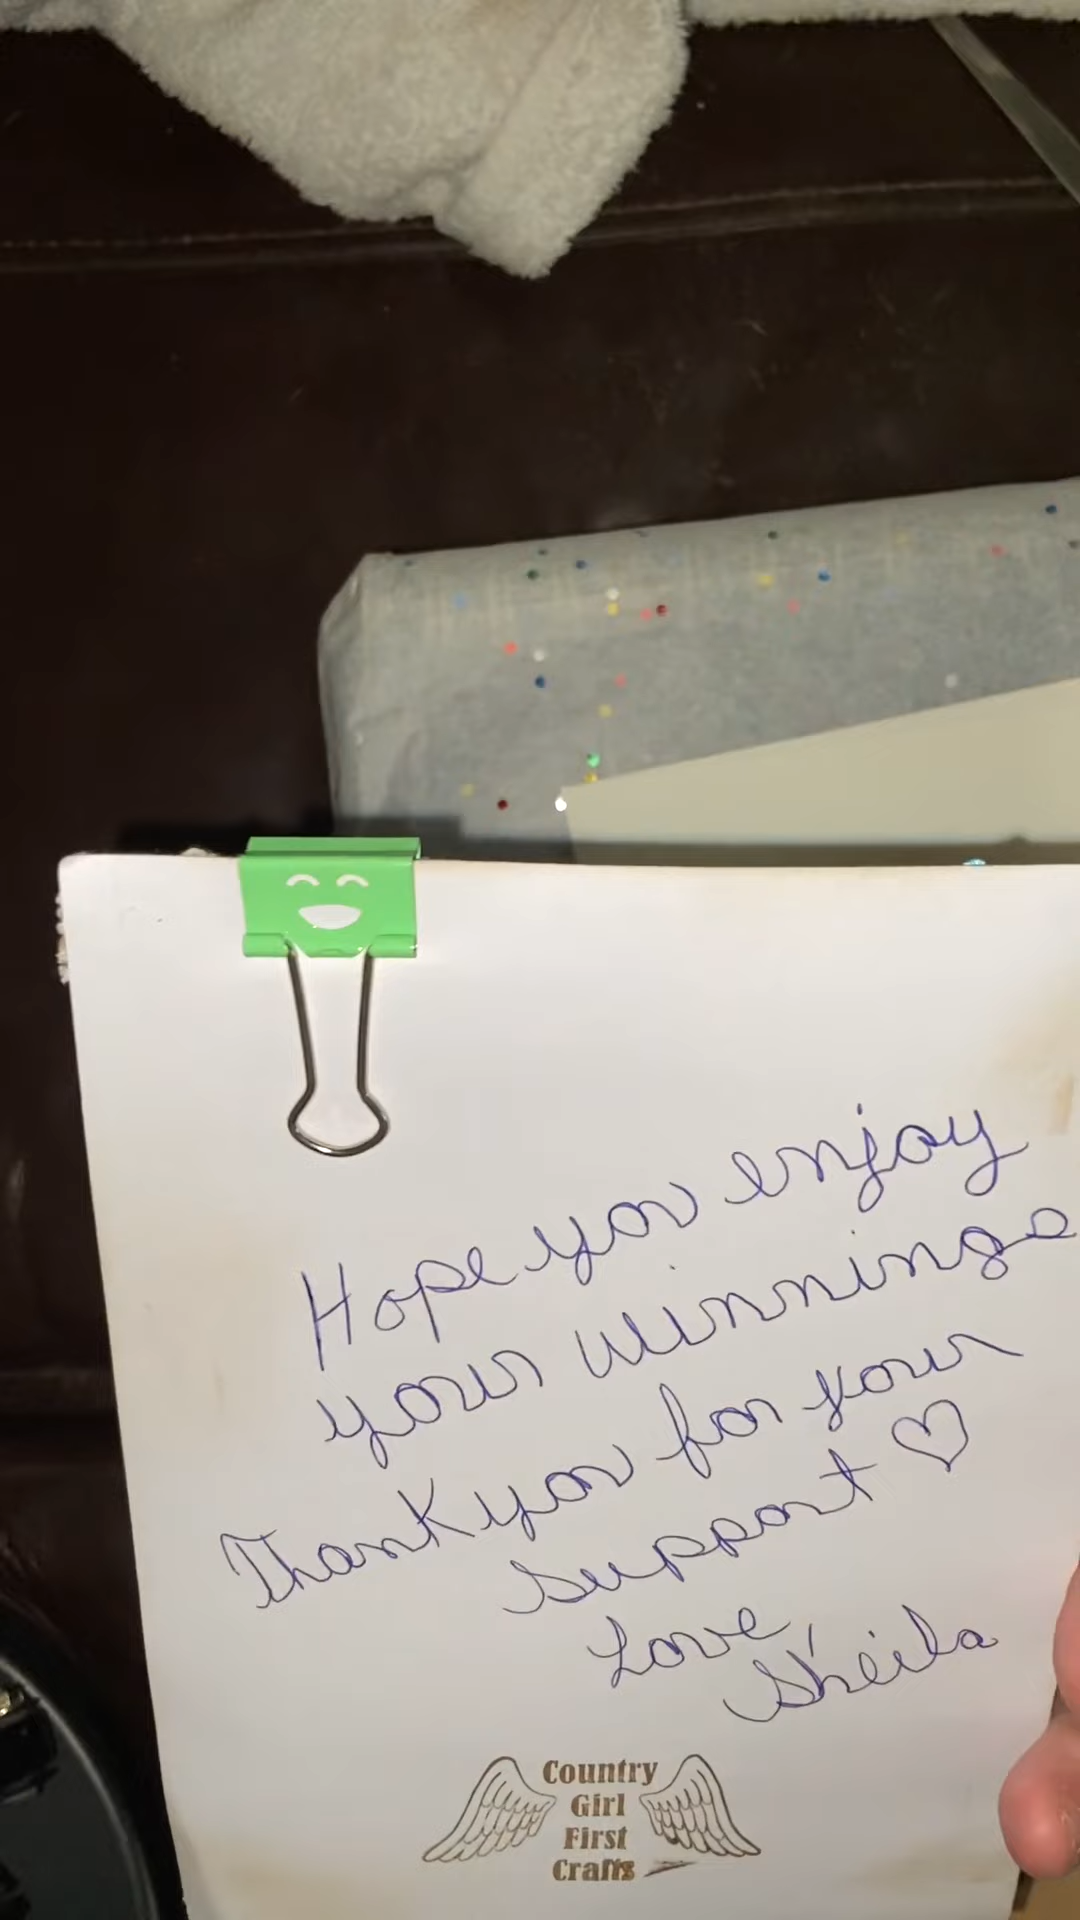 Hope you enjoy
your winnings
Thank you for your
support ♡
Love,
Sheila
Country
Girl
First
Crafts